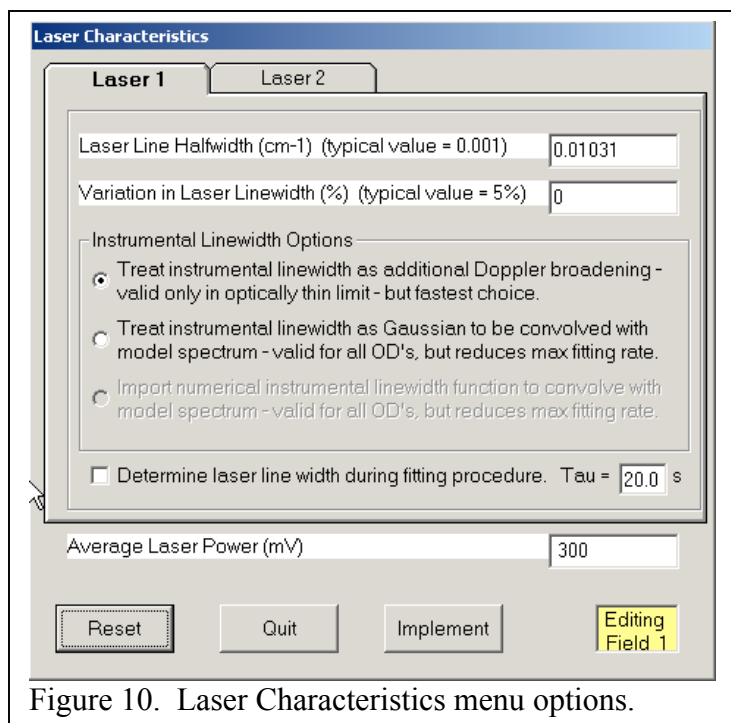 Laser Characteristics
Laser 1 Laser 2
Laser Line Halfwidth (cm-1) (typical value = 0.001) 0.01031
Variation in Laser Linewidth (%) (typical value = 5%) 0
Instrumental Linewidth Options
Treat instrumental linewidth as additional Doppler broadening -
valid only in optically thin limit - but fastest choice.
Treat instrumental linewidth as Gaussian to be convolved with
model spectrum - valid for all OD's, but reduces max fitting rate.
Import numerical instrumental linewidth function to convolve with
model spectrum - valid for all OD's, but reduces max fitting rate.
Determine laser line width during fitting procedure. Tau = 20.0 s
Average Laser Power (mV) 300
Reset Quit Implement Editing
Field 1
Figure 10. Laser Characteristics menu options.